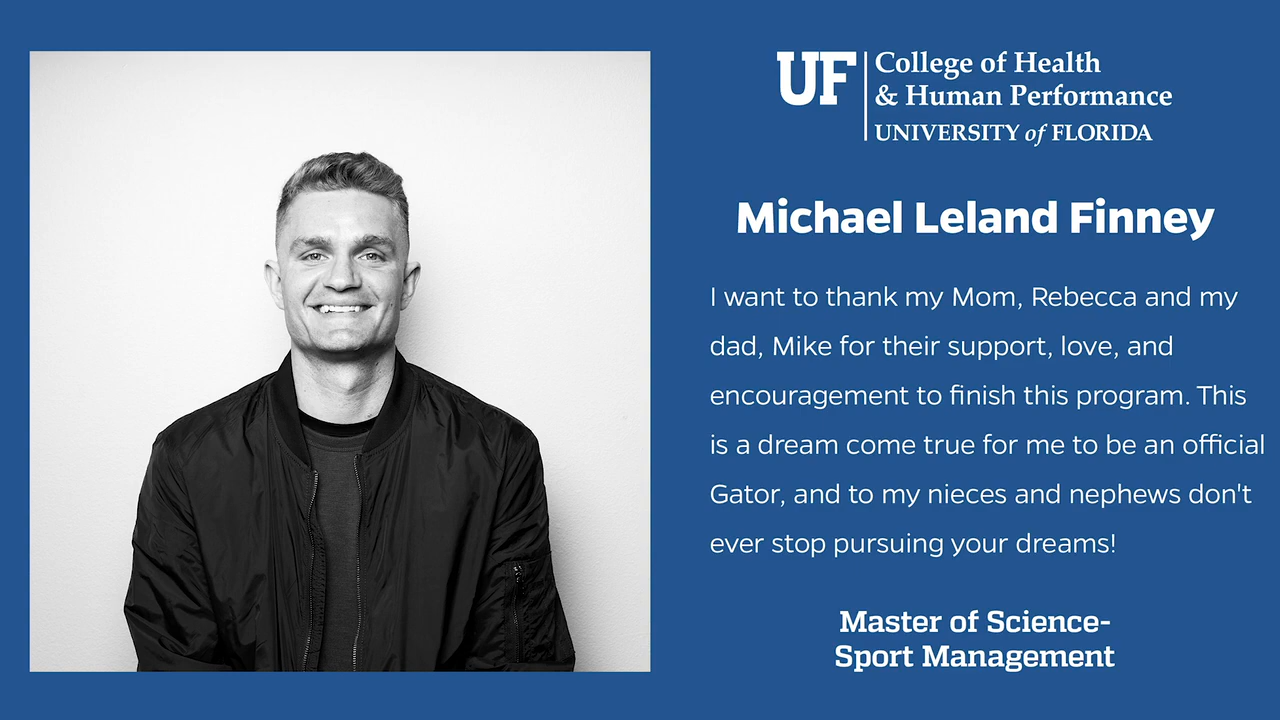 UF
College of Health
& Human Performance
UNIVERSITY of FLORIDA
Michael Leland Finney
I want to thank my Mom, Rebecca and my
dad, Mike for their support, love, and
encouragement to finish this program. This
is a dream come true for me to be an official
Gator, and to my nieces and nephews don't
ever stop pursuing your dreams!
Master of Science-
Sport Management